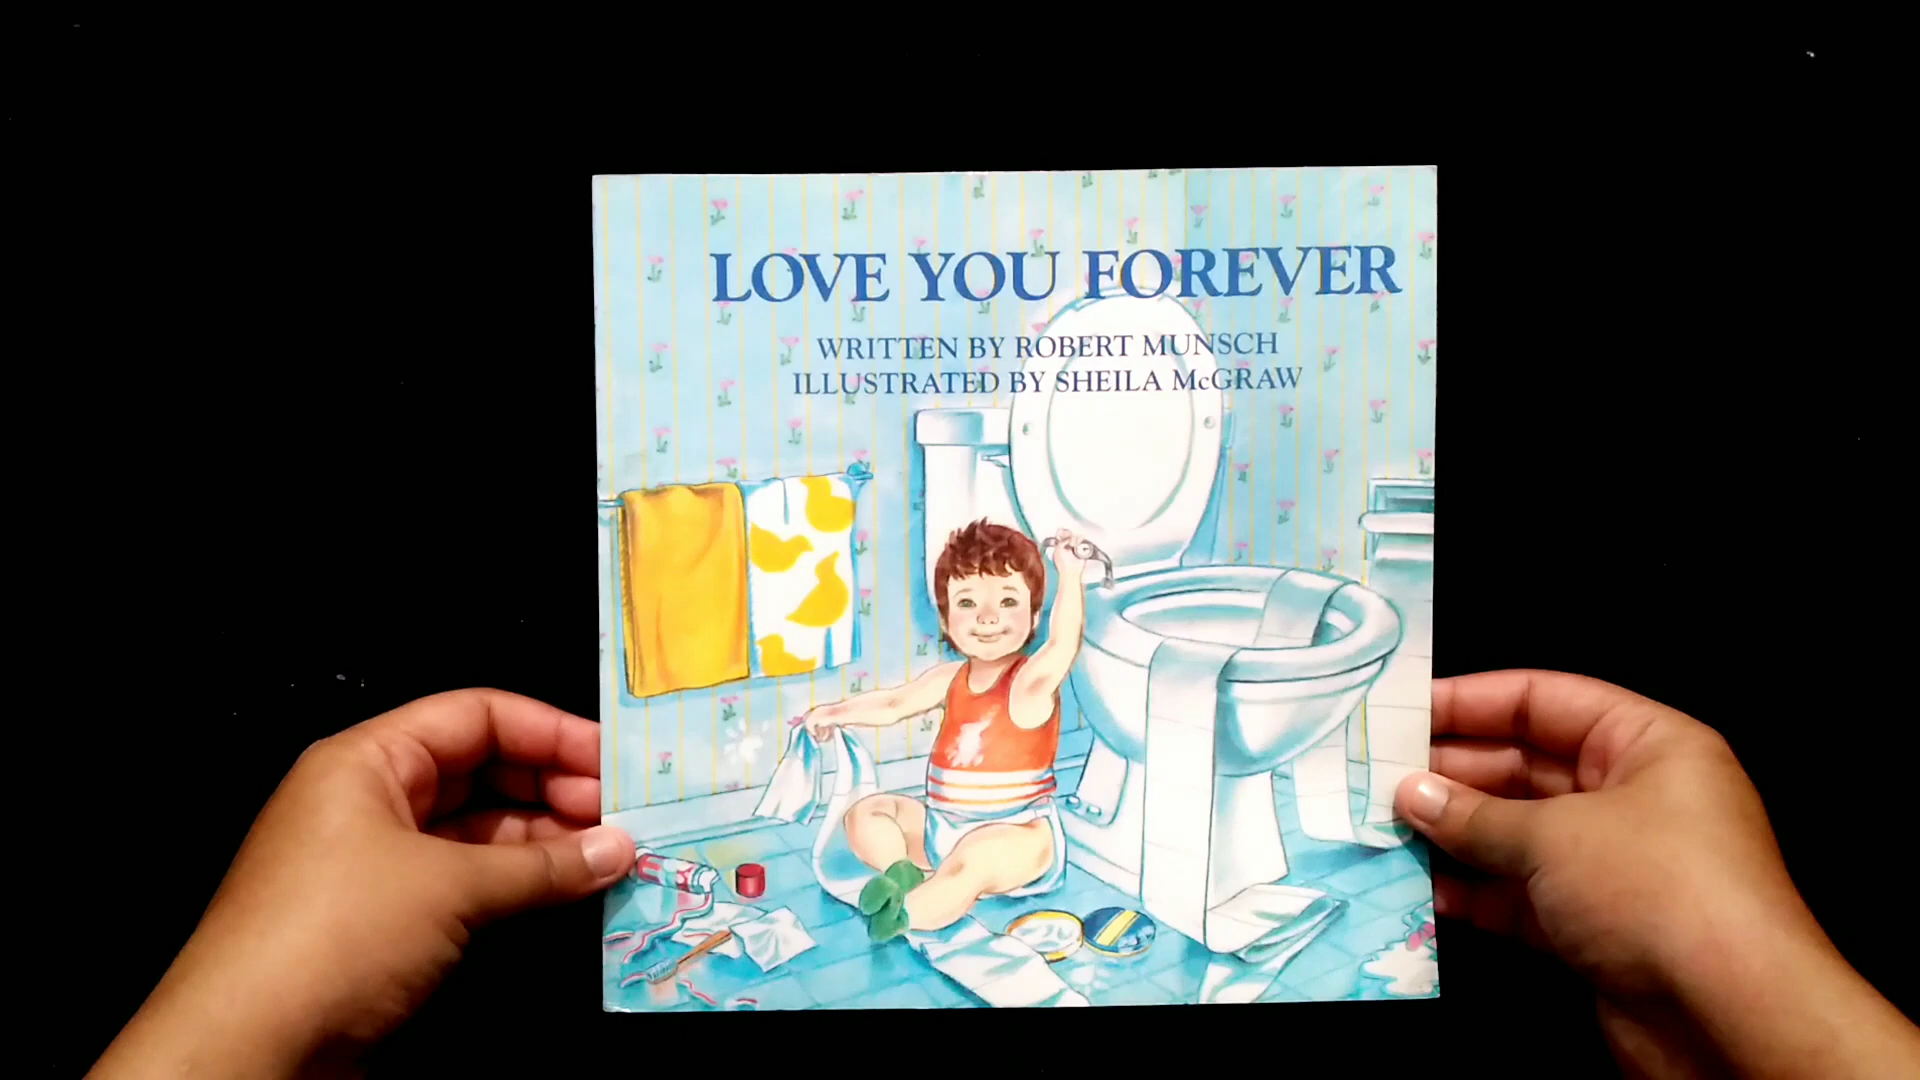 LOVE YOU FOREVER
WRITTEN BY ROBERT MUNSCH
ILLUSTRATED BY SHEILA McGRAW